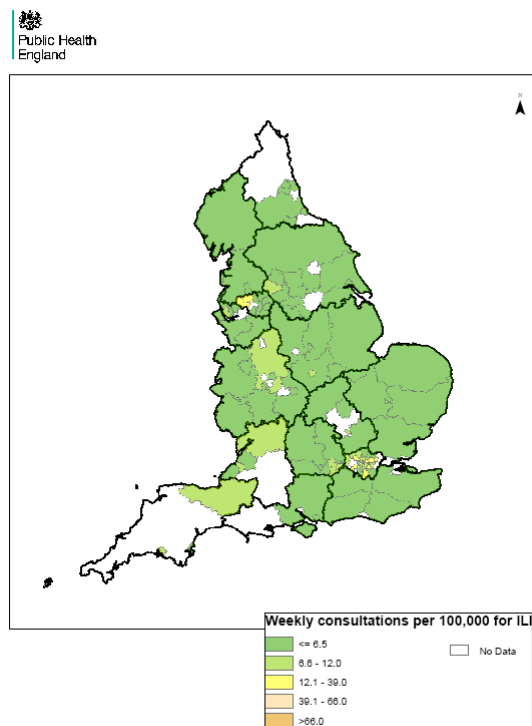 Public Health
England
N
Weekly consultations per 100,000 for ILI
<= 6.5
6.6 - 12.0
12.1 - 39.0
39.1 - 66.0
>66.0
No Data